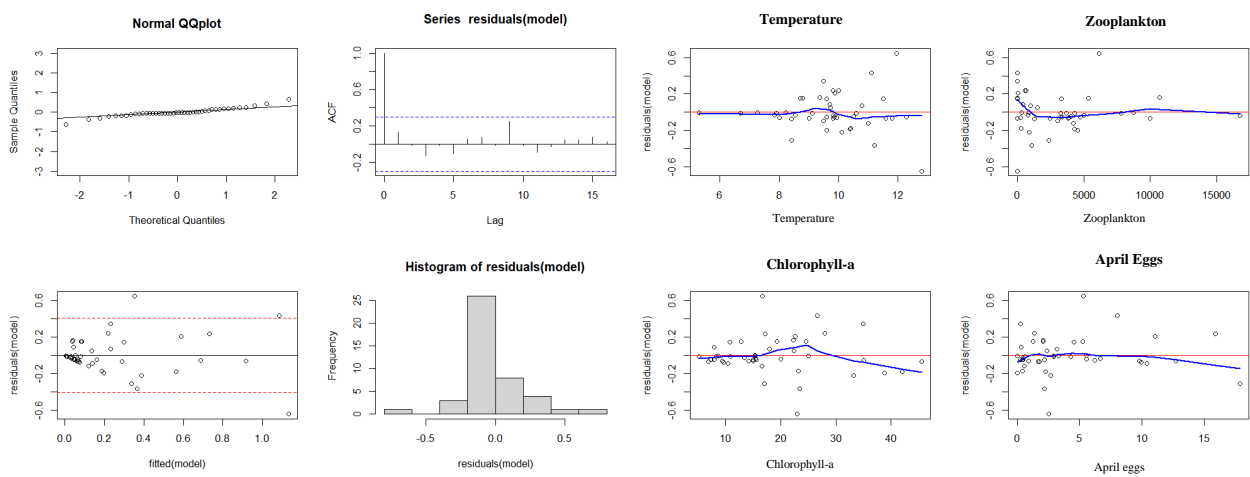 Normal QQplot
Sample Quantiles
3
2
1
0
-1
-3
-2
-1
0
1
2
Theoretical Quantiles
Series residuals(model)
ACF
1.0
0.6
0.2
-0.2
0
5
10
15
Lag
Temperature
residuals(model)
0.6
0.2
-0.2
-0.6
6
8
10
12
Temperature
Zooplankton
residuals(model)
0.6
0.2
-0.2
-0.6
0
5000
10000
15000
Zooplankton
residuals(model)
0.6
0.2
-0.2
-0.6
0.0
0.2
0.4
0.6
0.8
1.0
fitted(model)
Histogram of residuals(model)
Frequency
25
15
5
0
-0.5
0.0
0.5
residuals(model)
Chlorophyll-a
residuals(model)
0.6
0.2
-0.2
-0.6
10
20
30
40
Chlorophyll-a
April Eggs
residuals(model)
0.6
0.2
-0.2
-0.6
0
5
10
15
April eggs